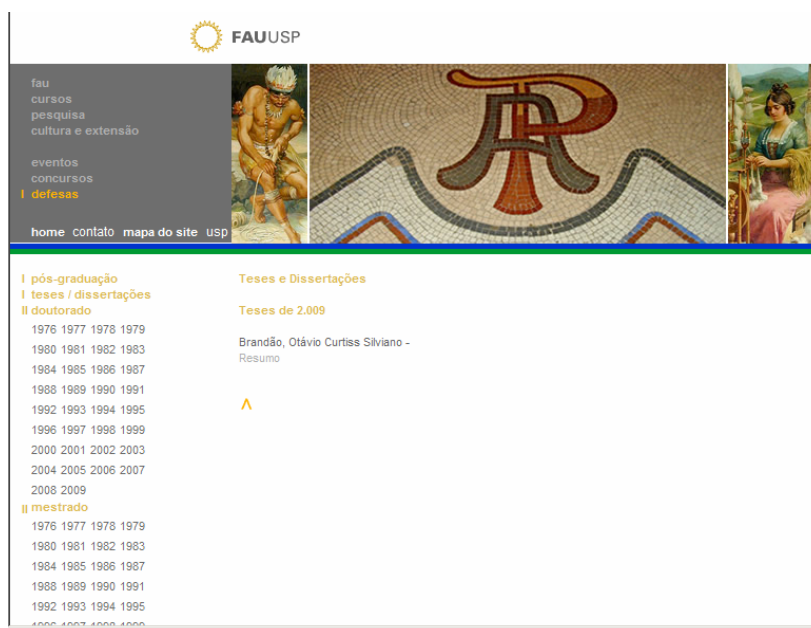 FAUUSP
fau
cursos
pesquisa
cultura e extensão
eventos
concursos
I defesas
home contato mapa do site usp
I pós-graduação
I teses / dissertações
II doutorado
1976 1977 1978 1979
1980 1981 1982 1983
1984 1985 1986 1987
1988 1989 1990 1991
1992 1993 1994 1995
1996 1997 1998 1999
2000 2001 2002 2003
2004 2005 2006 2007
2008 2009
II mestrado
1976 1977 1978 1979
1980 1981 1982 1983
1984 1985 1986 1987
1988 1989 1990 1991
1992 1993 1994 1995
1996 1997 1998 1999
Teses e Dissertações
Teses de 2.009
Brandão, Otávio Curtiss Silviano -
Resumo